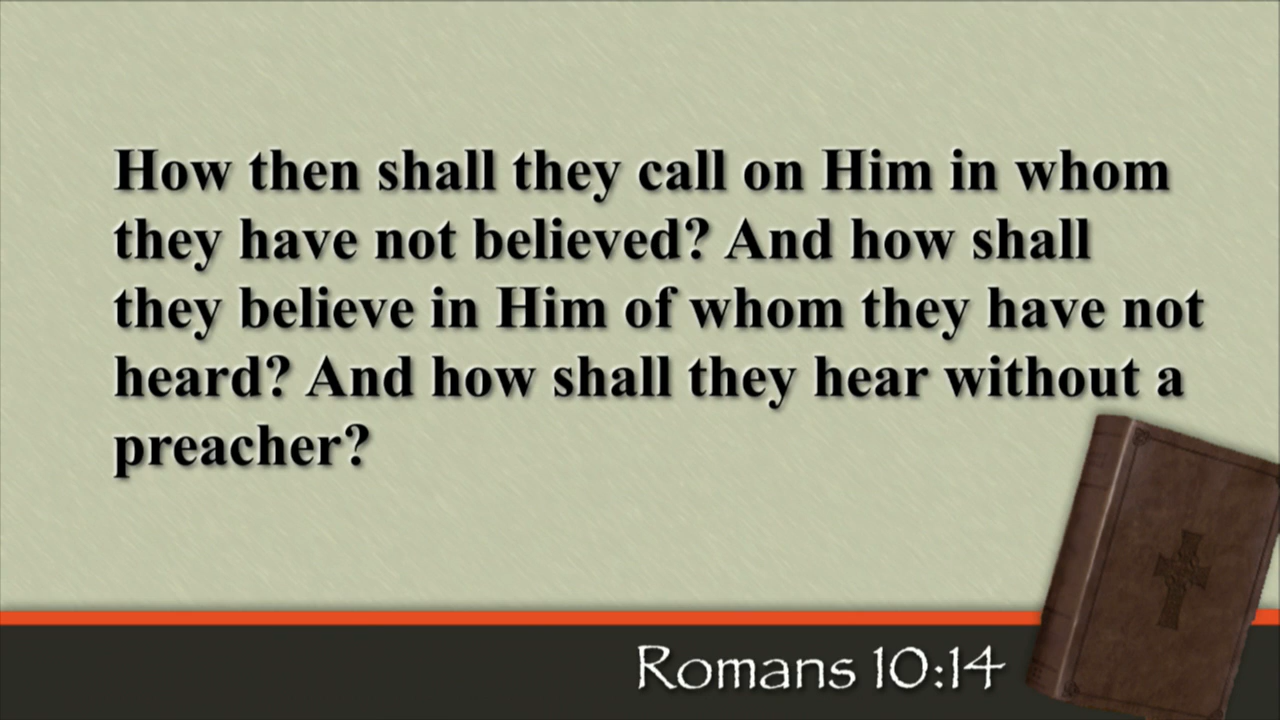 How then shall they call on Him in whom
they have not believed? And how shall
they believe in Him of whom they have not
heard? And how shall they hear without a
preacher?
Romans 10:14